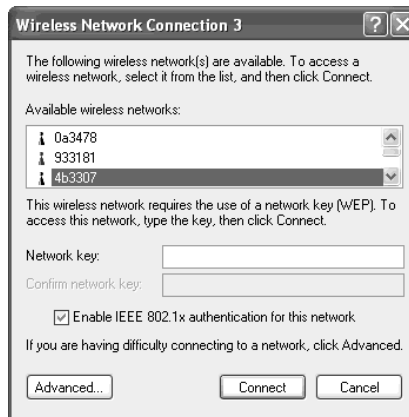 Wireless Network Connection 3
The following wireless network(s) are available. To access a
wireless network, select it from the list, and then click Connect.
Available wireless networks:
0a3478
933181
4b3307
This wireless network requires the use of a network key (WEP). To
access this network, type the key, then click Connect.
Network key:
Confirm network key:
Enable IEEE 802.1x authentication for this network
If you are having difficulty connecting to a network, click Advanced.
Advanced... Connect Cancel